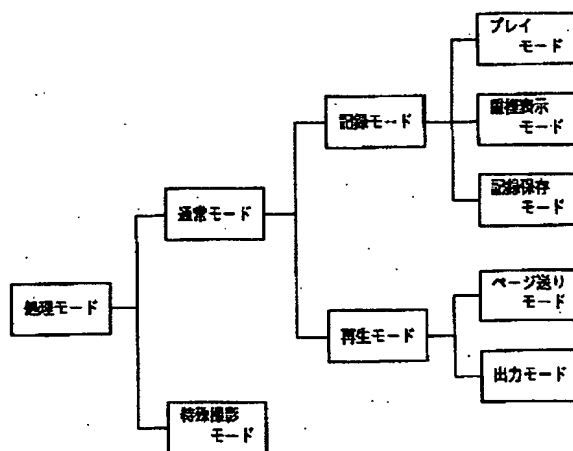 プレイ
モード
記録モード
重複表示
モード
記録保存
モード
通常モード
処理モード
ページ送り
モード
再生モード
出力モード
特殊撮影
モード